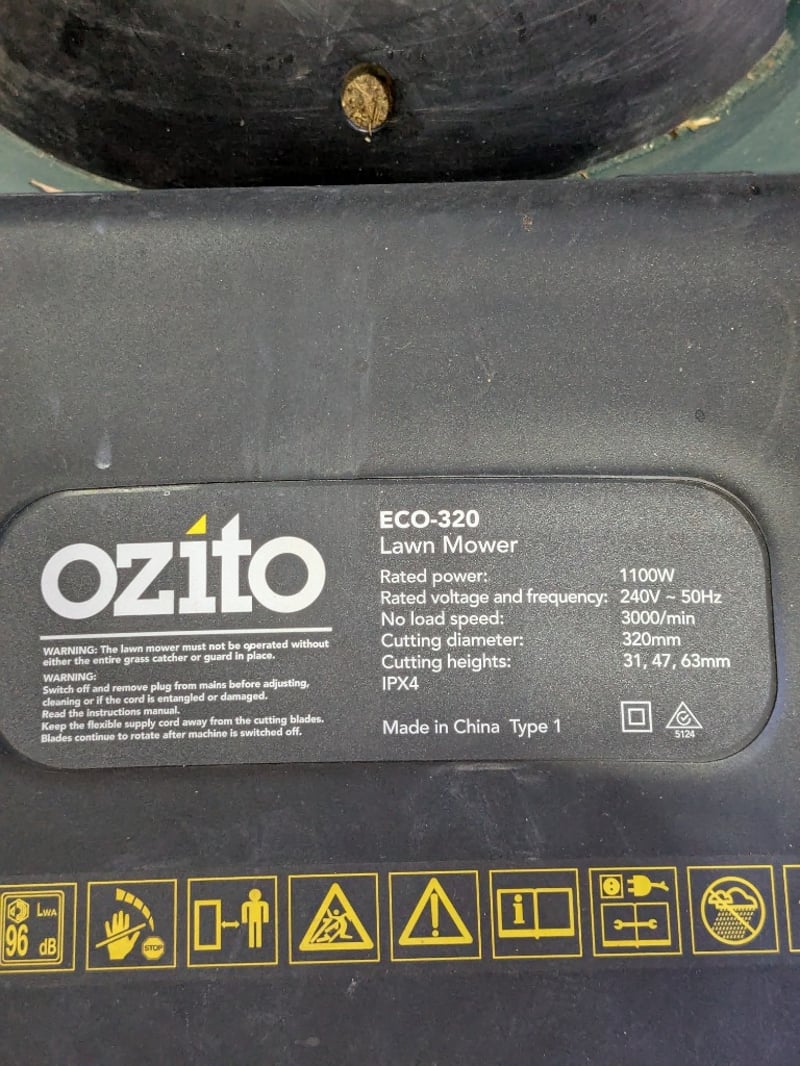 ozito
WARNING: The lawn mower must not be operated without
either the entire grass catcher or guard in place.
WARNING:
Switch off and remove plug from mains before adjusting,
cleaning or if the cord is entangled or damaged.
Read the instructions manual.
Keep the flexible supply cord away from the cutting blades.
Blades continue to rotate after machine is switched off.
ECO-320
Lawn Mower
Rated power: 1100W
Rated voltage and frequency: 240V ~ 50Hz
No load speed: 3000/min
Cutting diameter: 320mm
Cutting heights: 31, 47, 63mm
IPX4
Made in China Type 1
5124
LWA
96 dB
STOP
i